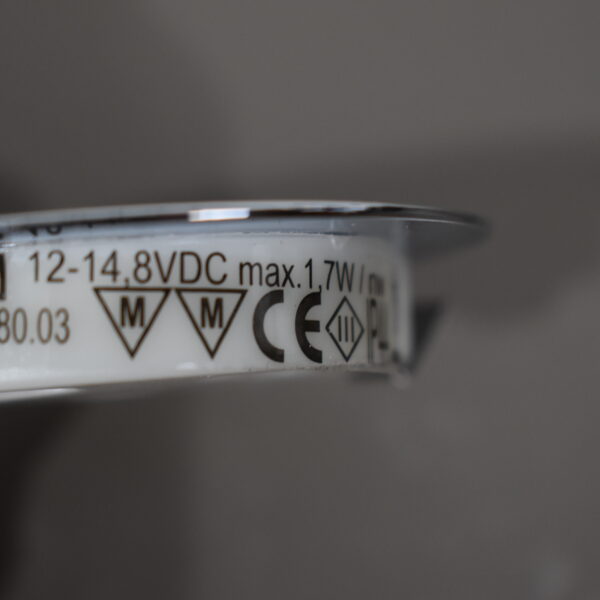 12-14,8VDC max.1,7W /
80.03 M M CE III